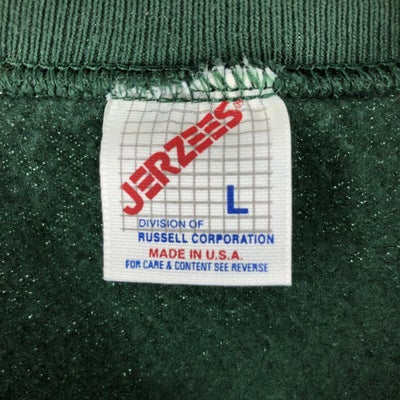 JERZEES®
L
DIVISION OF
RUSSELL CORPORATION
MADE IN U.S.A.
FOR CARE & CONTENT SEE REVERSE